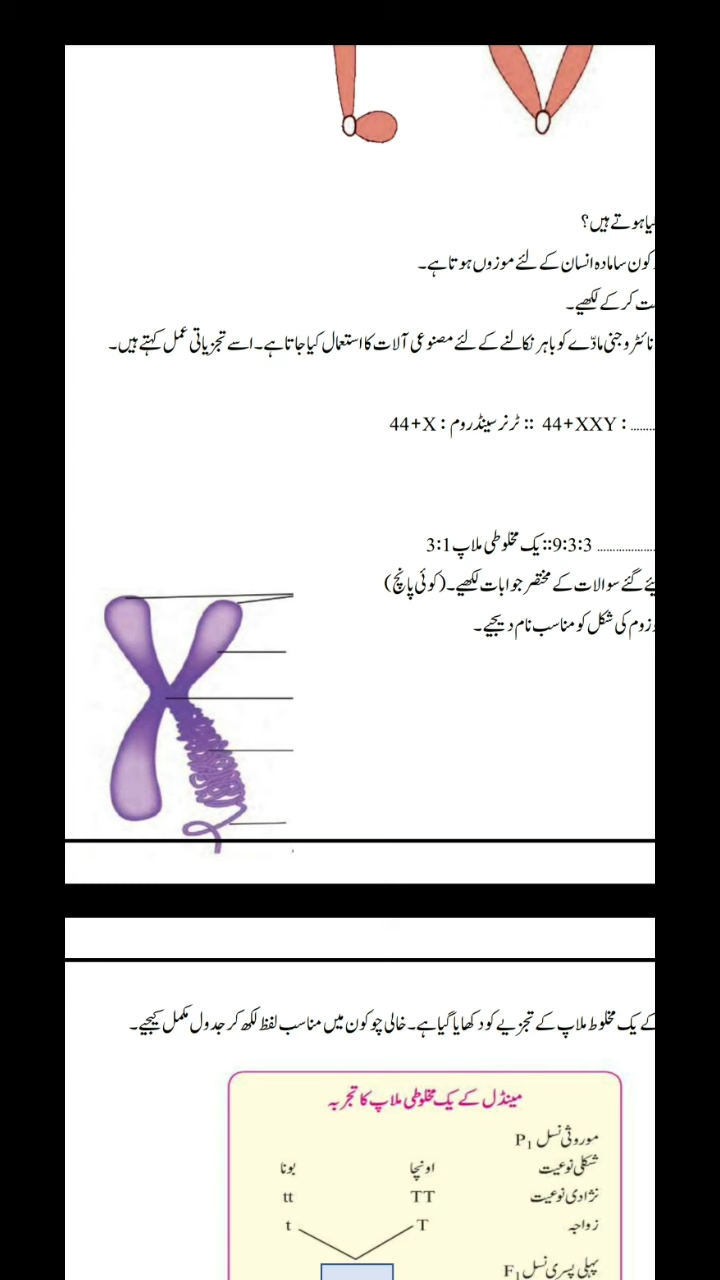 ہوتے ہیں؟
کون سا مادہ انسان کے لئے موزوں ہوتا ہے۔
کر کے لکھیے۔
نائٹروجنی مادّے کو باہر نکالنے کے لئے مصنوعی آلات کا استعمال کیا جاتا ہے۔ اسے تجزیاتی عمل کہتے ہیں۔
........ : 44+XXY :: ٹرنر سینڈروم : 44+X
.................. 9:3:3:: یک مخلوطی ملاپ 3:1
گئے سوالات کے مختصر جوابات لکھیے۔ (کوئی پانچ)
کی شکل کو مناسب نام دیجیے۔
کے یک مخلوط ملاپ کے تجزیے کو دکھایا گیا ہے۔ خالی چوکون میں مناسب لفظ لکھ کر جدول مکمل کیجیے۔
مینڈل کے یک مخلوطی ملاپ کا تجربہ
موروثی نسل P₁
شکلی نوعیت اونچا بونا
نژادی نوعیت TT tt
زواجہ T t
پہلی پسری نسل F₁